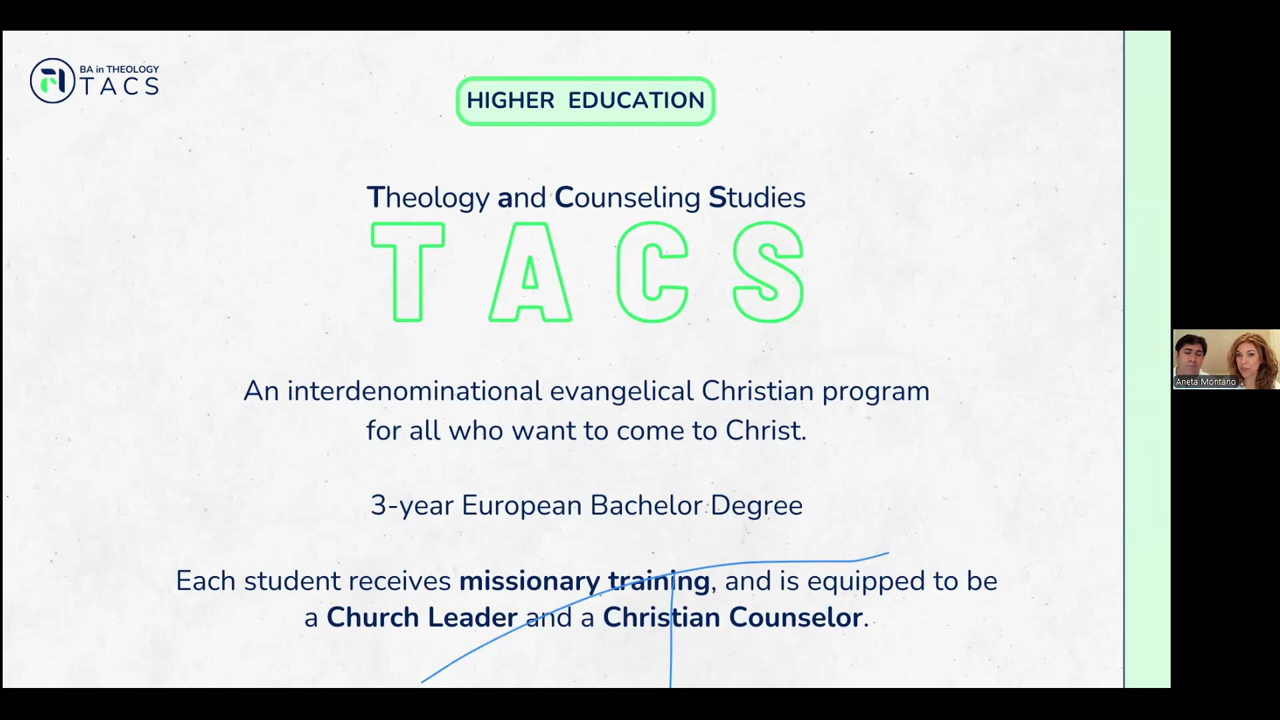 BA in THEOLOGY
TACS
HIGHER EDUCATION
Theology and Counseling Studies
TACS
An interdenominational evangelical Christian program
for all who want to come to Christ.
3-year European Bachelor Degree
Each student receives missionary training, and is equipped to be
a Church Leader and a Christian Counselor.
Aneta Montano